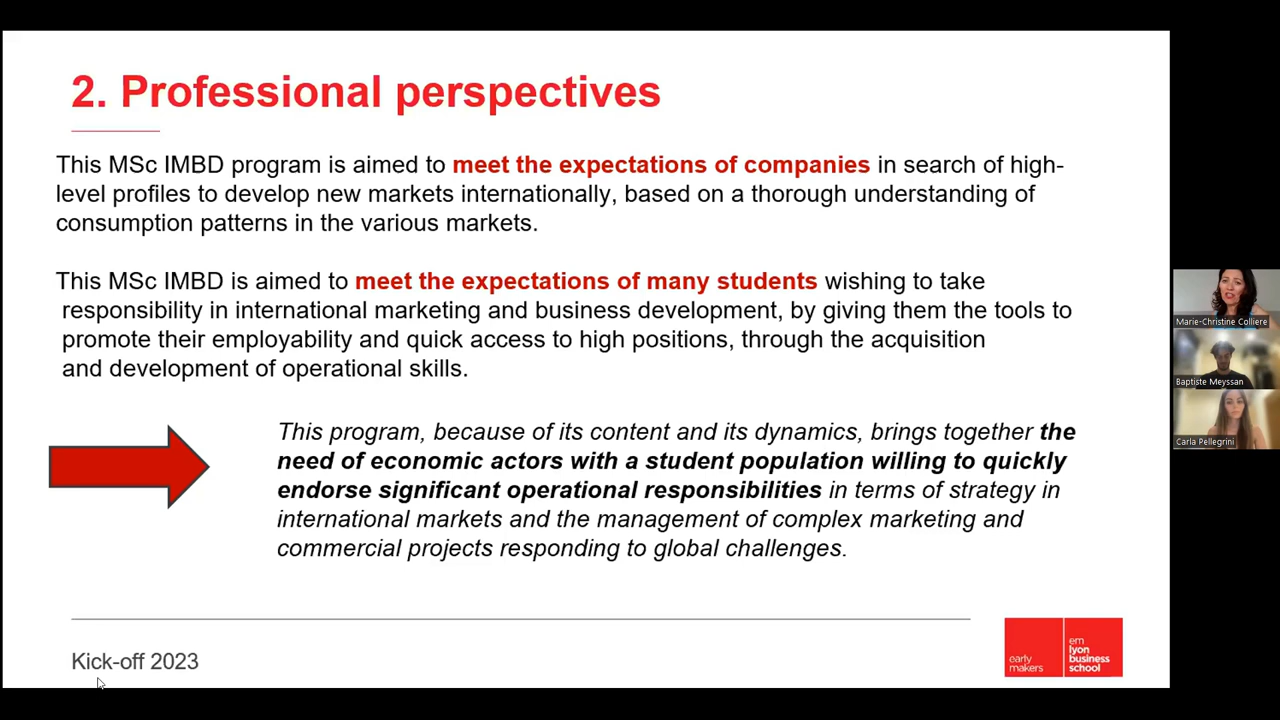 2. Professional perspectives
This MSc IMBD program is aimed to meet the expectations of companies in search of high-
level profiles to develop new markets internationally, based on a thorough understanding of
consumption patterns in the various markets.
This MSc IMBD is aimed to meet the expectations of many students wishing to take
responsibility in international marketing and business development, by giving them the tools to
promote their employability and quick access to high positions, through the acquisition
and development of operational skills.
This program, because of its content and its dynamics, brings together the
need of economic actors with a student population willing to quickly
endorse significant operational responsibilities in terms of strategy in
international markets and the management of complex marketing and
commercial projects responding to global challenges.
Kick-off 2023
early
makers
em
lyon
business
school
Marie-Christine Colliere
Baptiste Meyssan
Carla Pellegrini